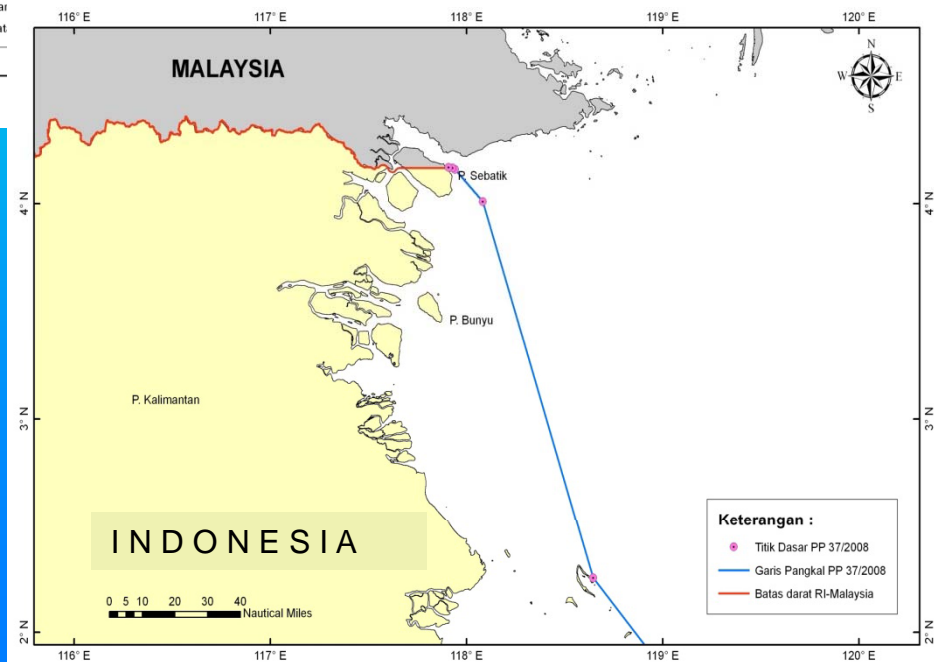 116° E 117° E 118° E 119° E 120° E
MALAYSIA
N
W E
S
P. Sebatik
4° N 4° N
P. Bunyu
P. Kalimantan
3° N 3° N
INDONESIA
Keterangan :
Titik Dasar PP 37/2008
Garis Pangkal PP 37/2008
Batas darat RI-Malaysia
0 5 10 20 30 40
Nautical Miles
2° N 2° N
116° E 117° E 118° E 119° E 120° E